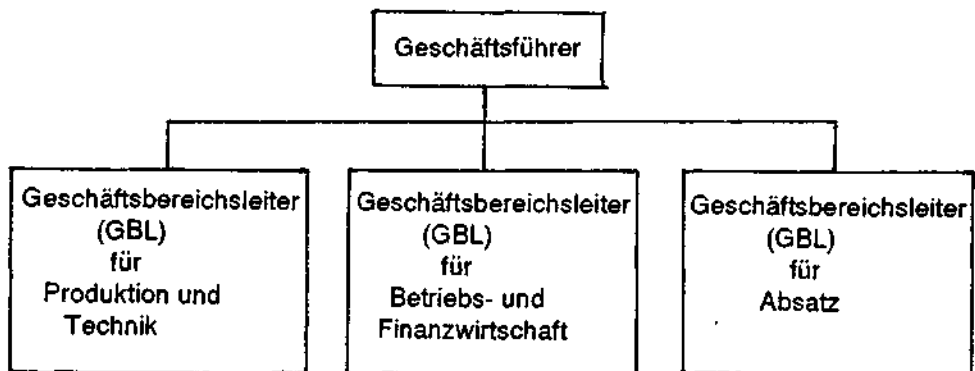 Geschäftsführer
Geschäftsbereichsleiter
(GBL)
für
Produktion und
Technik
Geschäftsbereichsleiter
(GBL)
für
Betriebs- und
Finanzwirtschaft
Geschäftsbereichsleiter
(GBL)
für
Absatz